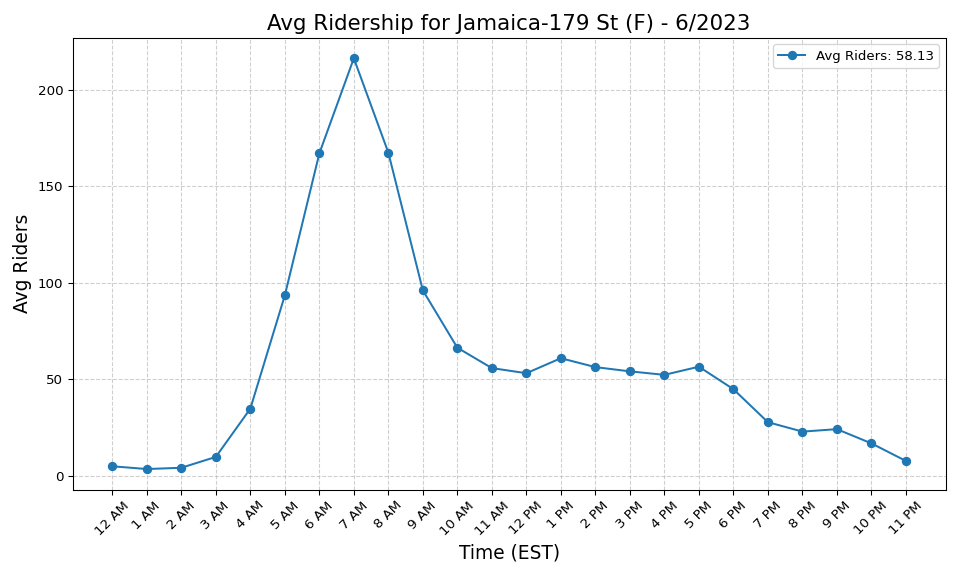 Avg Ridership for Jamaica-179 St (F) - 6/2023
Avg Riders: 58.13
Avg Riders
200
150
100
50
0
12 AM
1 AM
2 AM
3 AM
4 AM
5 AM
6 AM
7 AM
8 AM
9 AM
10 AM
11 AM
12 PM
1 PM
2 PM
3 PM
4 PM
5 PM
6 PM
7 PM
8 PM
9 PM
10 PM
11 PM
Time (EST)